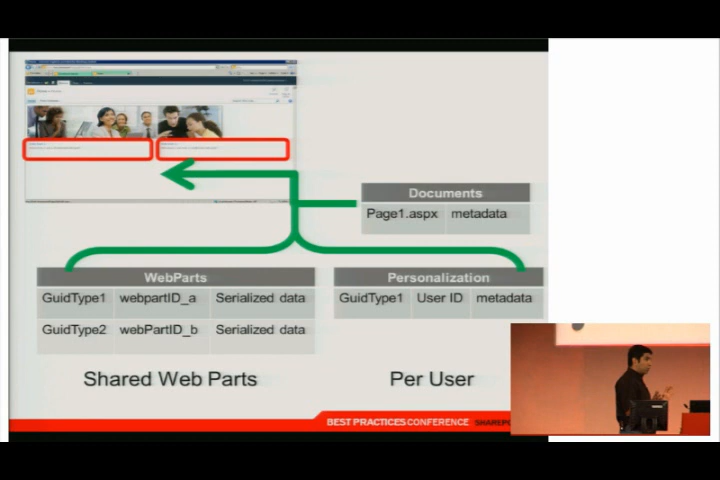 Documents
Page1.aspx metadata
WebParts
GuidType1 webpartID_a Serialized data
GuidType2 webPartID_b Serialized data
Personalization
GuidType1 User ID metadata
Shared Web Parts
Per User
BEST PRACTICES CONFERENCE